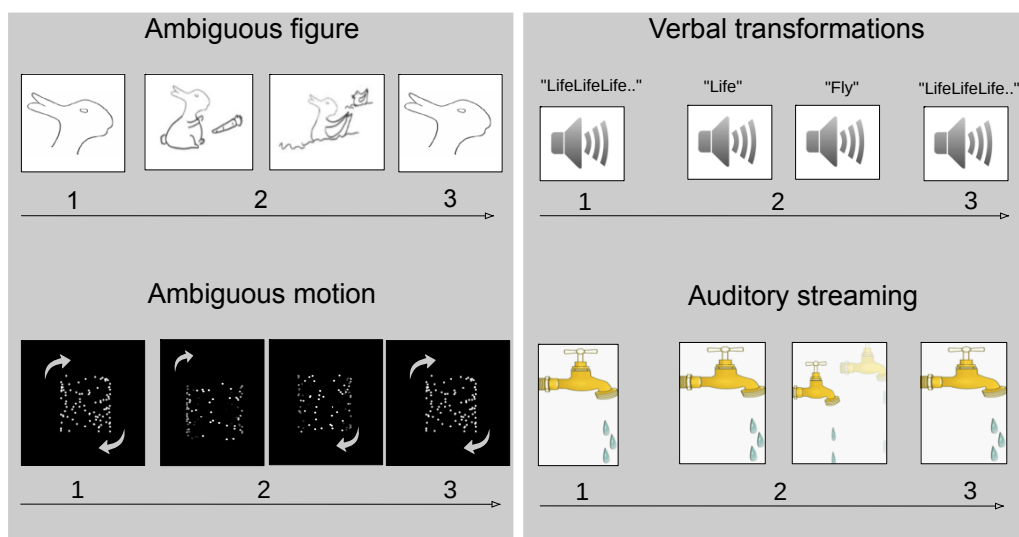 Ambiguous figure
1 2 3
Verbal transformations
"LifeLifeLife.." "Life" "Fly" "LifeLifeLife.."
1 2 3
Ambiguous motion
1 2 3
Auditory streaming
1 2 3